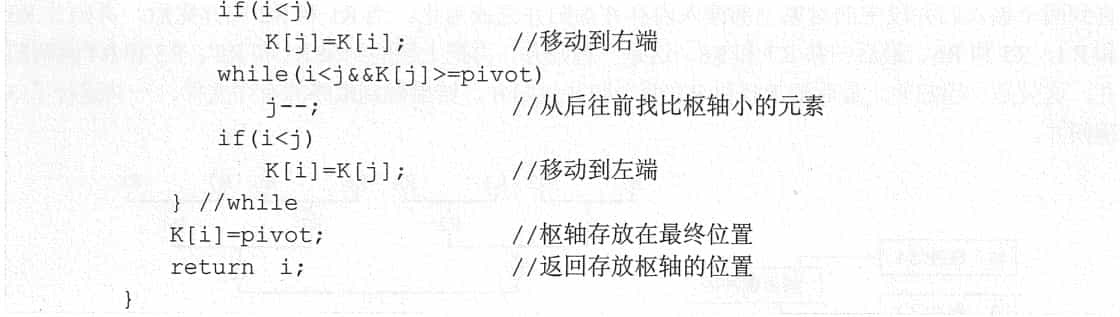 if(i<j)
K[j]=K[i]; //移动到右端
while(i<j&&K[j]>=pivot)
j--; //从后往前找比枢轴小的元素
if(i<j)
K[i]=K[j]; //移动到左端
} //while
K[i]=pivot; //枢轴存放在最终位置
return i; //返回存放枢轴的位置
}